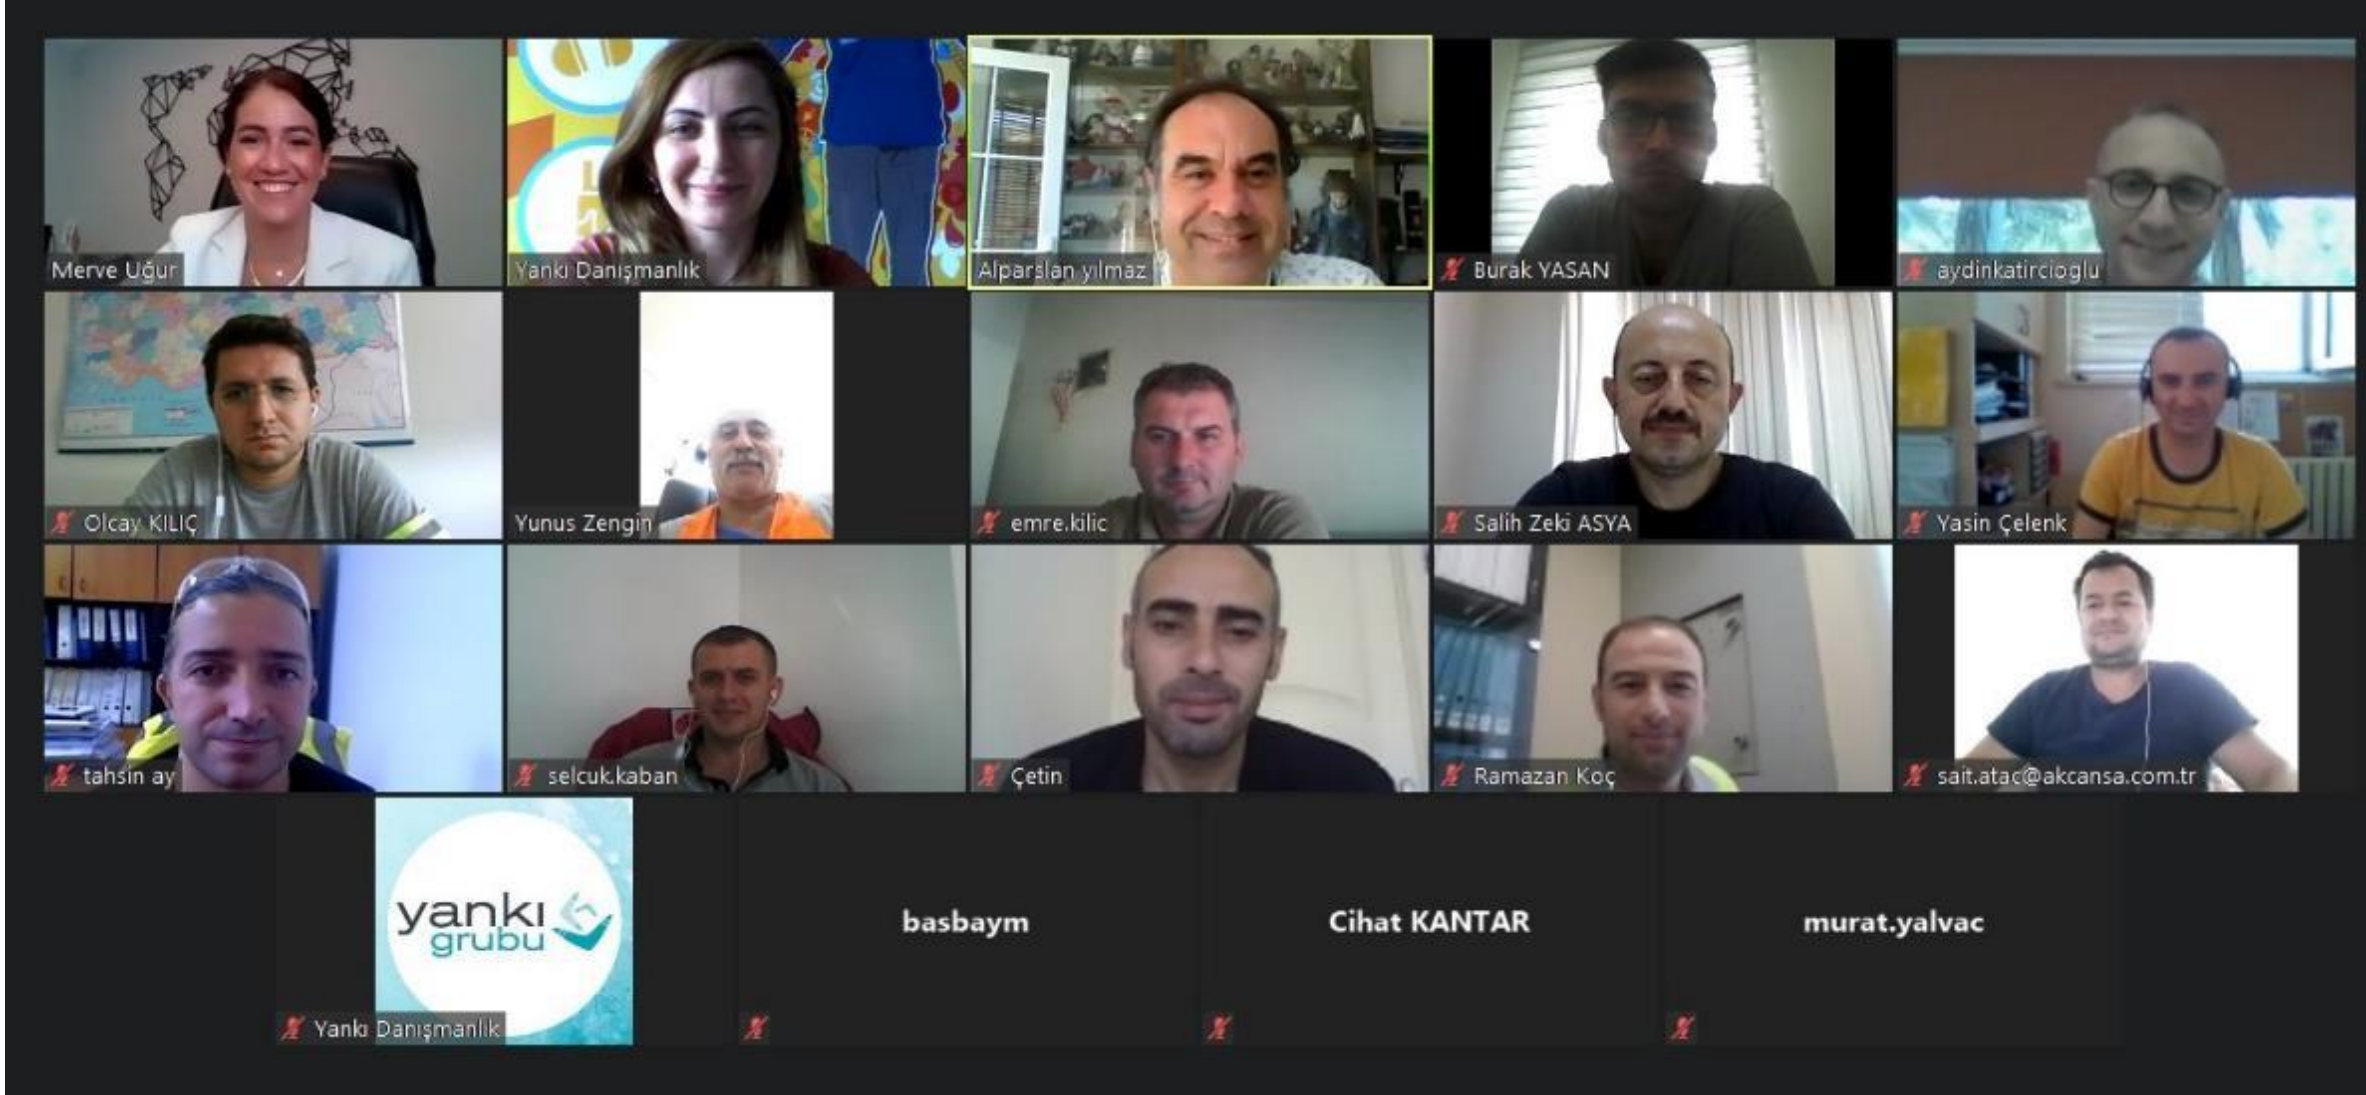 Merve Uğur
Yankı Danışmanlık
Alparslan yılmaz
Burak YASAN
aydinkatircioglu
Olcay KILIÇ
Yunus Zengin
emre.kilic
Salih Zeki ASYA
Yasin Çelenk
tahsin ay
selcuk.kaban
Çetin
Ramazan Koç
sait.atac@akcansa.com.tr
yankı
grubu
Yankı Danışmanlık
basbaym
Cihat KANTAR
murat.yalvac